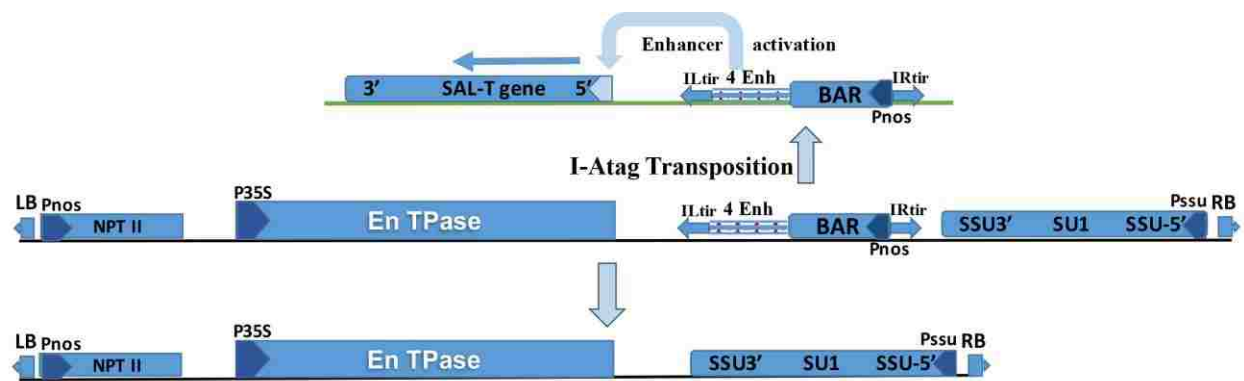 Enhancer activation
ILtir 4 Enh IRtir
3’ SAL-T gene 5’ BAR
Pnos
I-Atag Transposition
LB Pnos P35S ILtir 4 Enh IRtir Pssu RB
NPT II En TPase BAR SSU3’ SU1 SSU-5’
Pnos
LB Pnos P35S Pssu RB
NPT II En TPase SSU3’ SU1 SSU-5’